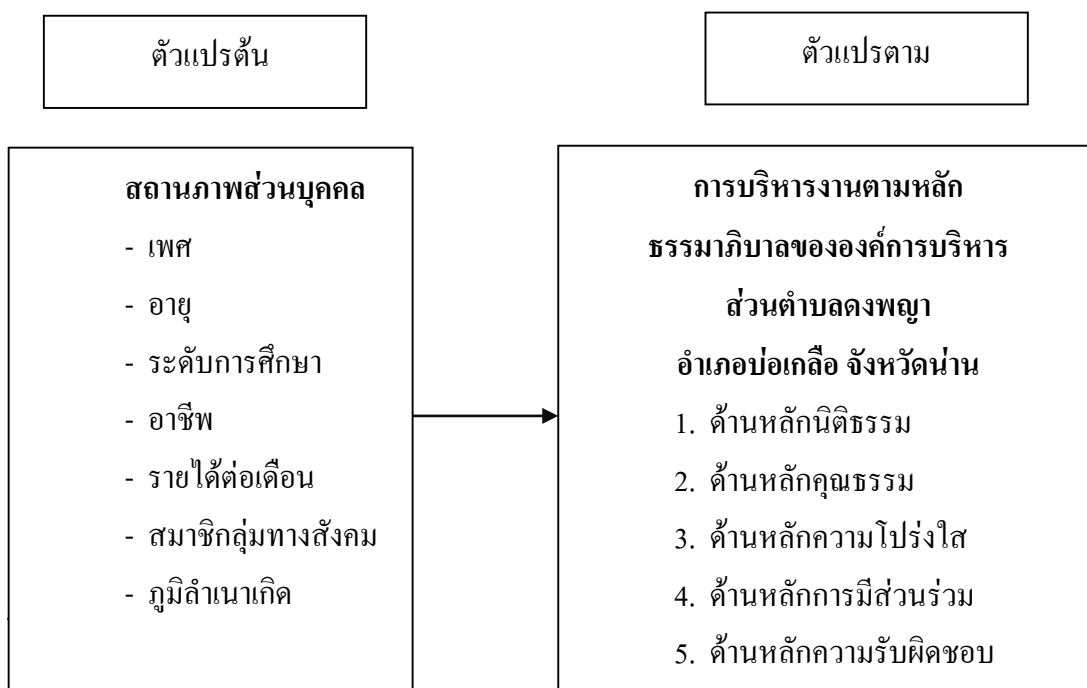 ตัวแปรต้น
ตัวแปรตาม
สถานภาพส่วนบุคคล
- เพศ
- อายุ
- ระดับการศึกษา
- อาชีพ
- รายได้ต่อเดือน
- สมาชิกลุ่มทางสังคม
- ภูมิลำเนาเกิด
การบริหารงานตามหลัก
ธรรมาภิบาลขององค์การบริหาร
ส่วนตำบลดงพญา
อำเภอบ่อเกลือ จังหวัดน่าน
1. ด้านหลักนิติธรรม
2. ด้านหลักคุณธรรม
3. ด้านหลักความโปร่งใส
4. ด้านหลักการมีส่วนร่วม
5. ด้านหลักความรับผิดชอบ